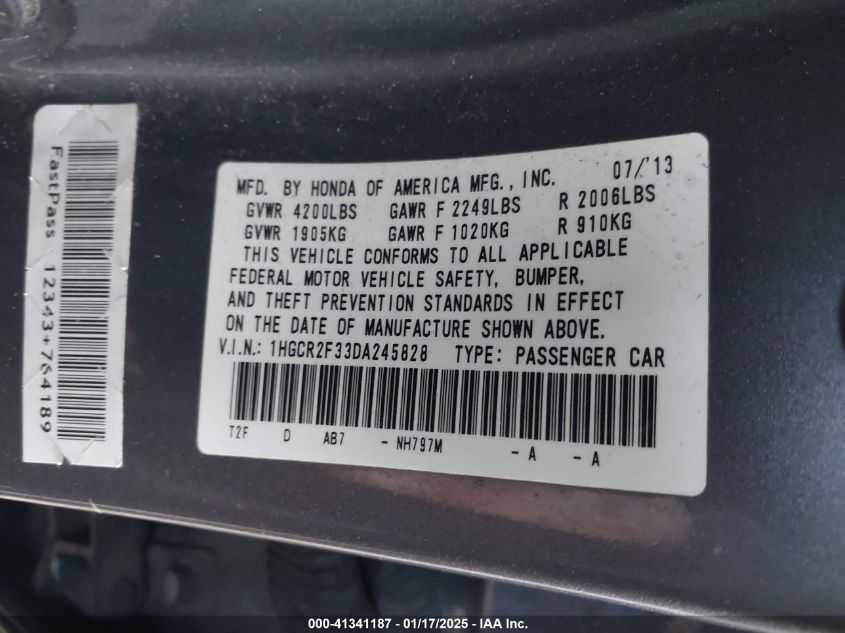 FastPass 12343+764189
MFD. BY HONDA OF AMERICA MFG., INC. 07/'13
GVWR 4200LBS GAWR F 2249LBS R 2006LBS
GVWR 1905KG GAWR F 1020KG R 910KG
THIS VEHICLE CONFORMS TO ALL APPLICABLE
FEDERAL MOTOR VEHICLE SAFETY, BUMPER,
AND THEFT PREVENTION STANDARDS IN EFFECT
ON THE DATE OF MANUFACTURE SHOWN ABOVE.
V.I.N.: 1HGCR2F33DA245828 TYPE: PASSENGER CAR
T2F D AB7 - NH797M - A - A
000-41341187 - 01/17/2025 - IAA Inc.